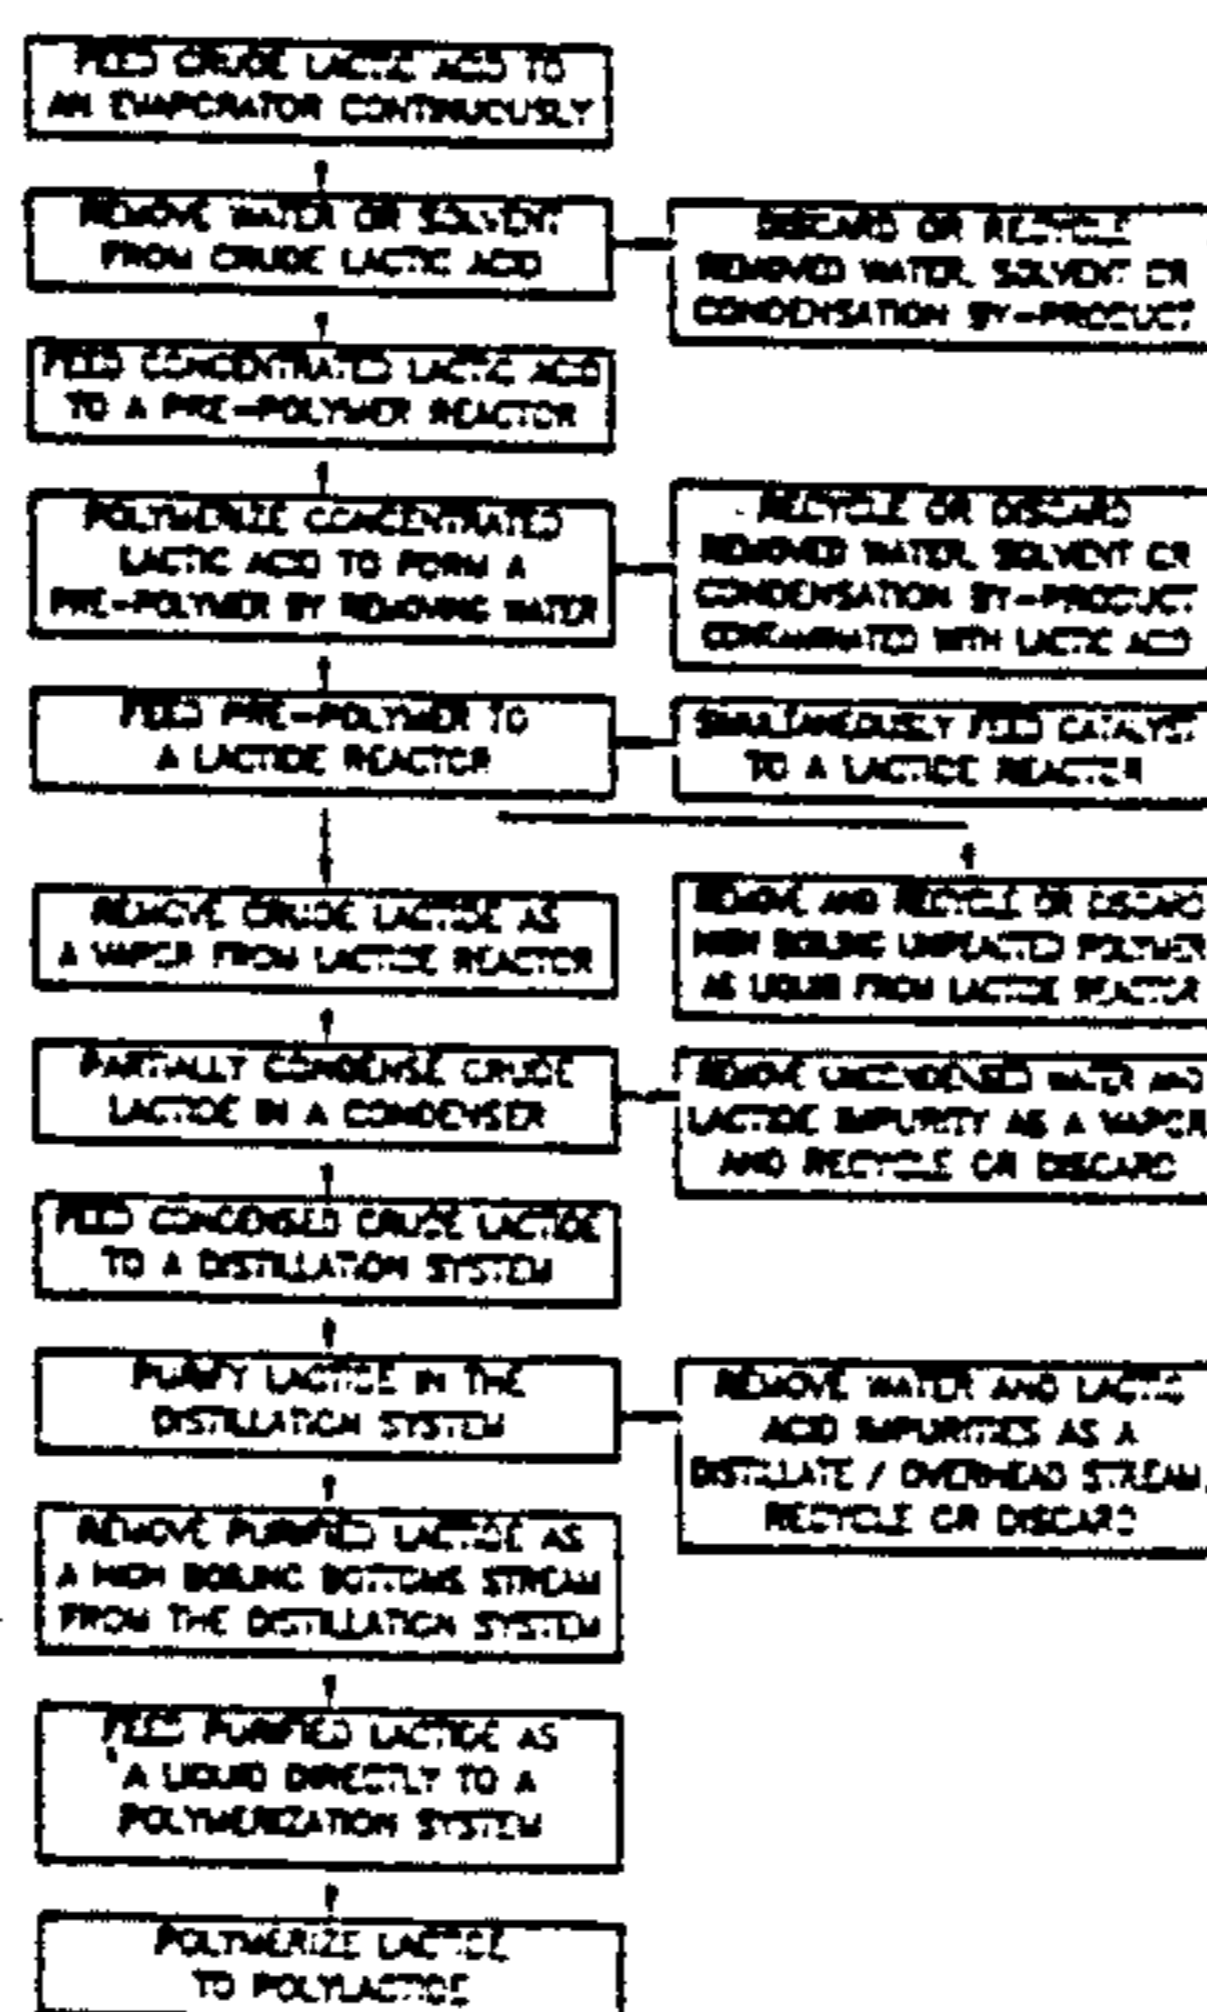 FEED CRUDE LACTIC ACID TO
AN EVAPORATOR CONTINUOUSLY
REMOVE WATER OR SOLVENT
FROM CRUDE LACTIC ACID
DISCARD OR RECYCLE
REMOVED WATER, SOLVENT OR
CONDENSATION BY-PRODUCT
FEED CONCENTRATED LACTIC ACID
TO A PRE-POLYMER REACTOR
POLYMERIZE CONCENTRATED
LACTIC ACID TO FORM A
PRE-POLYMER BY REMOVING WATER
RECYCLE OR DISCARD
REMOVED WATER, SOLVENT OR
CONDENSATION BY-PRODUCT
CONTAMINATED WITH LACTIC ACID
FEED PRE-POLYMER TO
A LACTIDE REACTOR
SIMULTANEOUSLY FEED CATALYST
TO A LACTIDE REACTOR
REMOVE CRUDE LACTIDE AS
A VAPOR FROM LACTIDE REACTOR
REMOVE AND RECYCLE OR DISCARD
HIGH BOILING UNREACTED POLYMER
AS LIQUID FROM LACTIDE REACTOR
PARTIALLY CONDENSE CRUDE
LACTIDE IN A CONDENSER
REMOVE UNCONDENSED WATER AND
LACTIDE IMPURITY AS A VAPOR
AND RECYCLE OR DISCARD
FEED CONDENSED CRUDE LACTIDE
TO A DISTILLATION SYSTEM
PURIFY LACTIDE IN THE
DISTILLATION SYSTEM
REMOVE WATER AND LACTIC
ACID IMPURITIES AS A
DISTILLATE / OVERHEAD STREAM,
RECYCLE OR DISCARD
REMOVE PURIFIED LACTIDE AS
A HIGH BOILING BOTTOMS STREAM
FROM THE DISTILLATION SYSTEM
FEED PURIFIED LACTIDE AS
A LIQUID DIRECTLY TO A
POLYMERIZATION SYSTEM
POLYMERIZE LACTIDE
TO POLYLACTIDE